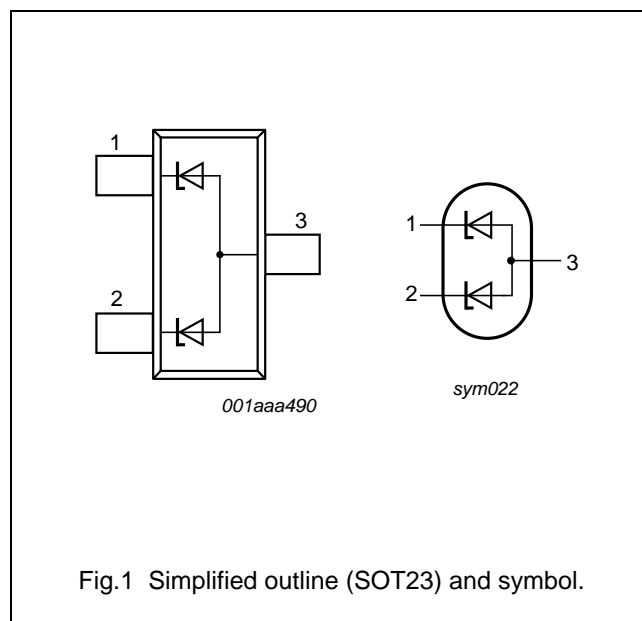 1
3
2
001aaa490
1
3
2
sym022
Fig.1 Simplified outline (SOT23) and symbol.